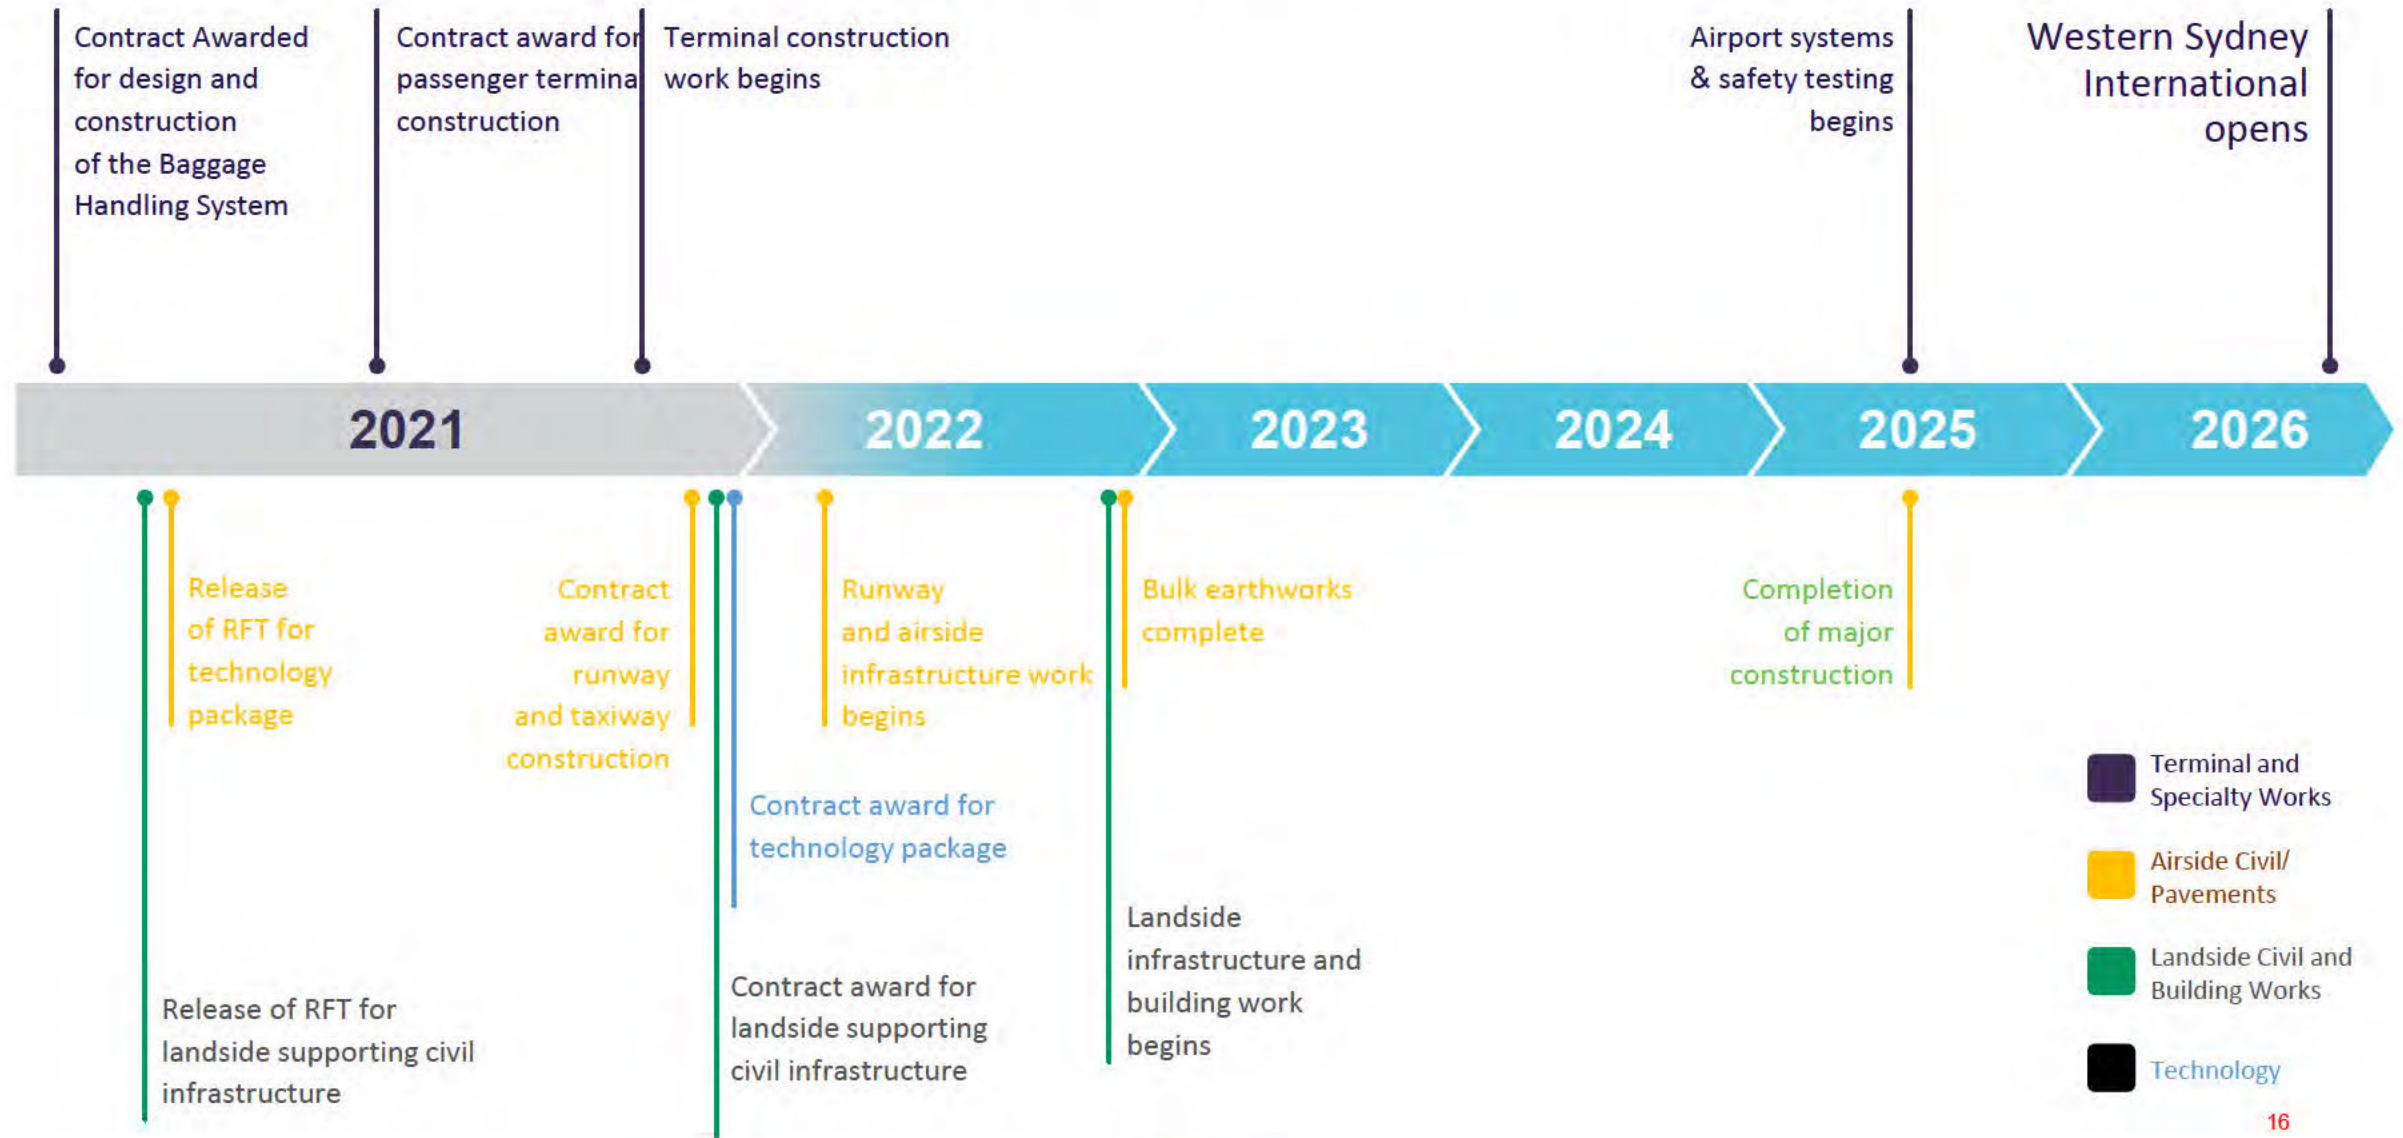 Contract Awarded
for design and
construction
of the Baggage
Handling System
Contract award for
passenger termina
construction
Terminal construction
work begins
Airport systems
& safety testing
begins
Western Sydney
International
opens
2021
2022
2023
2024
2025
2026
Release
of RFT for
technology
package
Contract
award for
runway
and taxiway
construction
Runway
and airside
infrastructure work
begins
Bulk earthworks
complete
Completion
of major
construction
Contract award for
technology package
Landside
infrastructure and
building work
begins
Contract award for
landside supporting
civil infrastructure
Release of RFT for
landside supporting civil
infrastructure
Terminal and
Specialty Works
Airside Civil/
Pavements
Landside Civil and
Building Works
Technology
16